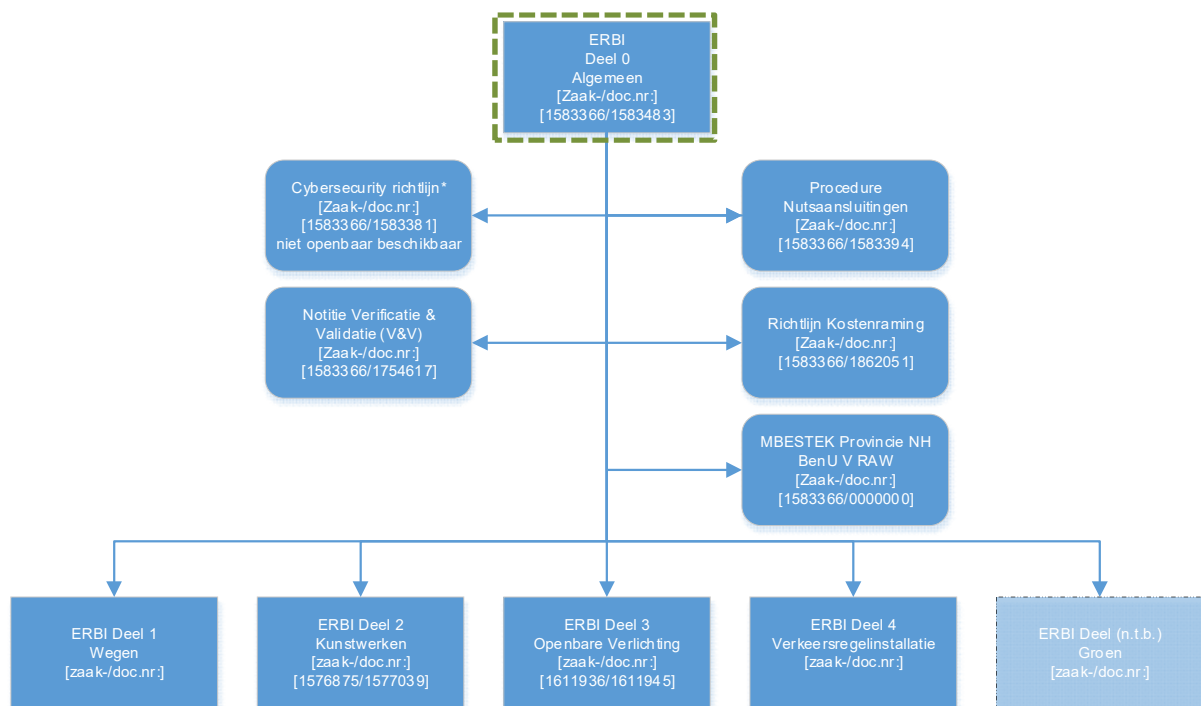 ERBI
Deel 0
Algemeen
[Zaak-/doc.nr:]
[1583366/1583483]
Cybersecurity richtlijn*
[Zaak-/doc.nr:]
[1583366/1583381]
niet openbaar beschikbaar
Procedure
Nutsaansluitingen
[Zaak-/doc.nr:]
[1583366/1583394]
Notitie Verificatie &
Validatie (V&V)
[Zaak-/doc.nr:]
[1583366/1754617]
Richtlijn Kostenraming
[Zaak-/doc.nr:]
[1583366/1862051]
MBESTEK Provincie NH
BenU V RAW
[Zaak-/doc.nr:]
[1583366/0000000]
ERBI Deel 1
Wegen
[zaak-/doc.nr:]
ERBI Deel 2
Kunstwerken
[zaak-/doc.nr:]
[1576875/1577039]
ERBI Deel 3
Openbare Verlichting
[zaak-/doc.nr:]
[1611936/1611945]
ERBI Deel 4
Verkeersregelinstallatie
[zaak-/doc.nr:]
ERBI Deel (n.t.b.)
Groen
[zaak-/doc.nr:]